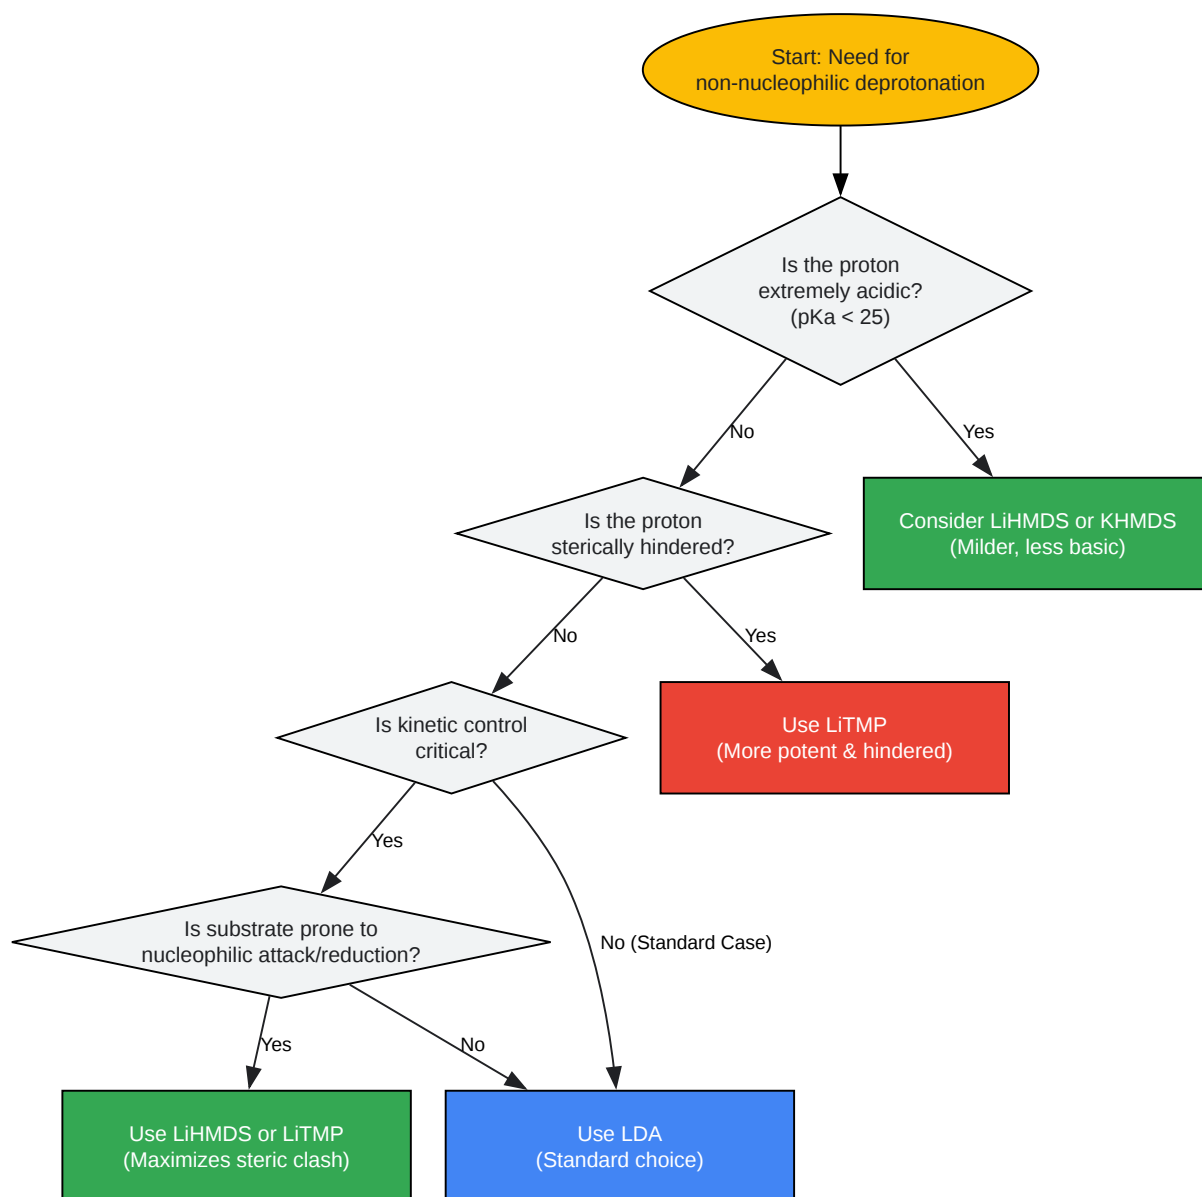 Start: Need for
non-nucleophilic deprotonation
Is the proton
extremely acidic?
(pKa < 25)
No
Yes
Is the proton
sterically hindered?
Consider LiHMDS or KHMDS
(Milder, less basic)
No
Yes
Is kinetic control
critical?
Use LiTMP
(More potent & hindered)
Yes
No (Standard Case)
Is substrate prone to
nucleophilic attack/reduction?
Yes
No
Use LiHMDS or LiTMP
(Maximizes steric clash)
Use LDA
(Standard choice)